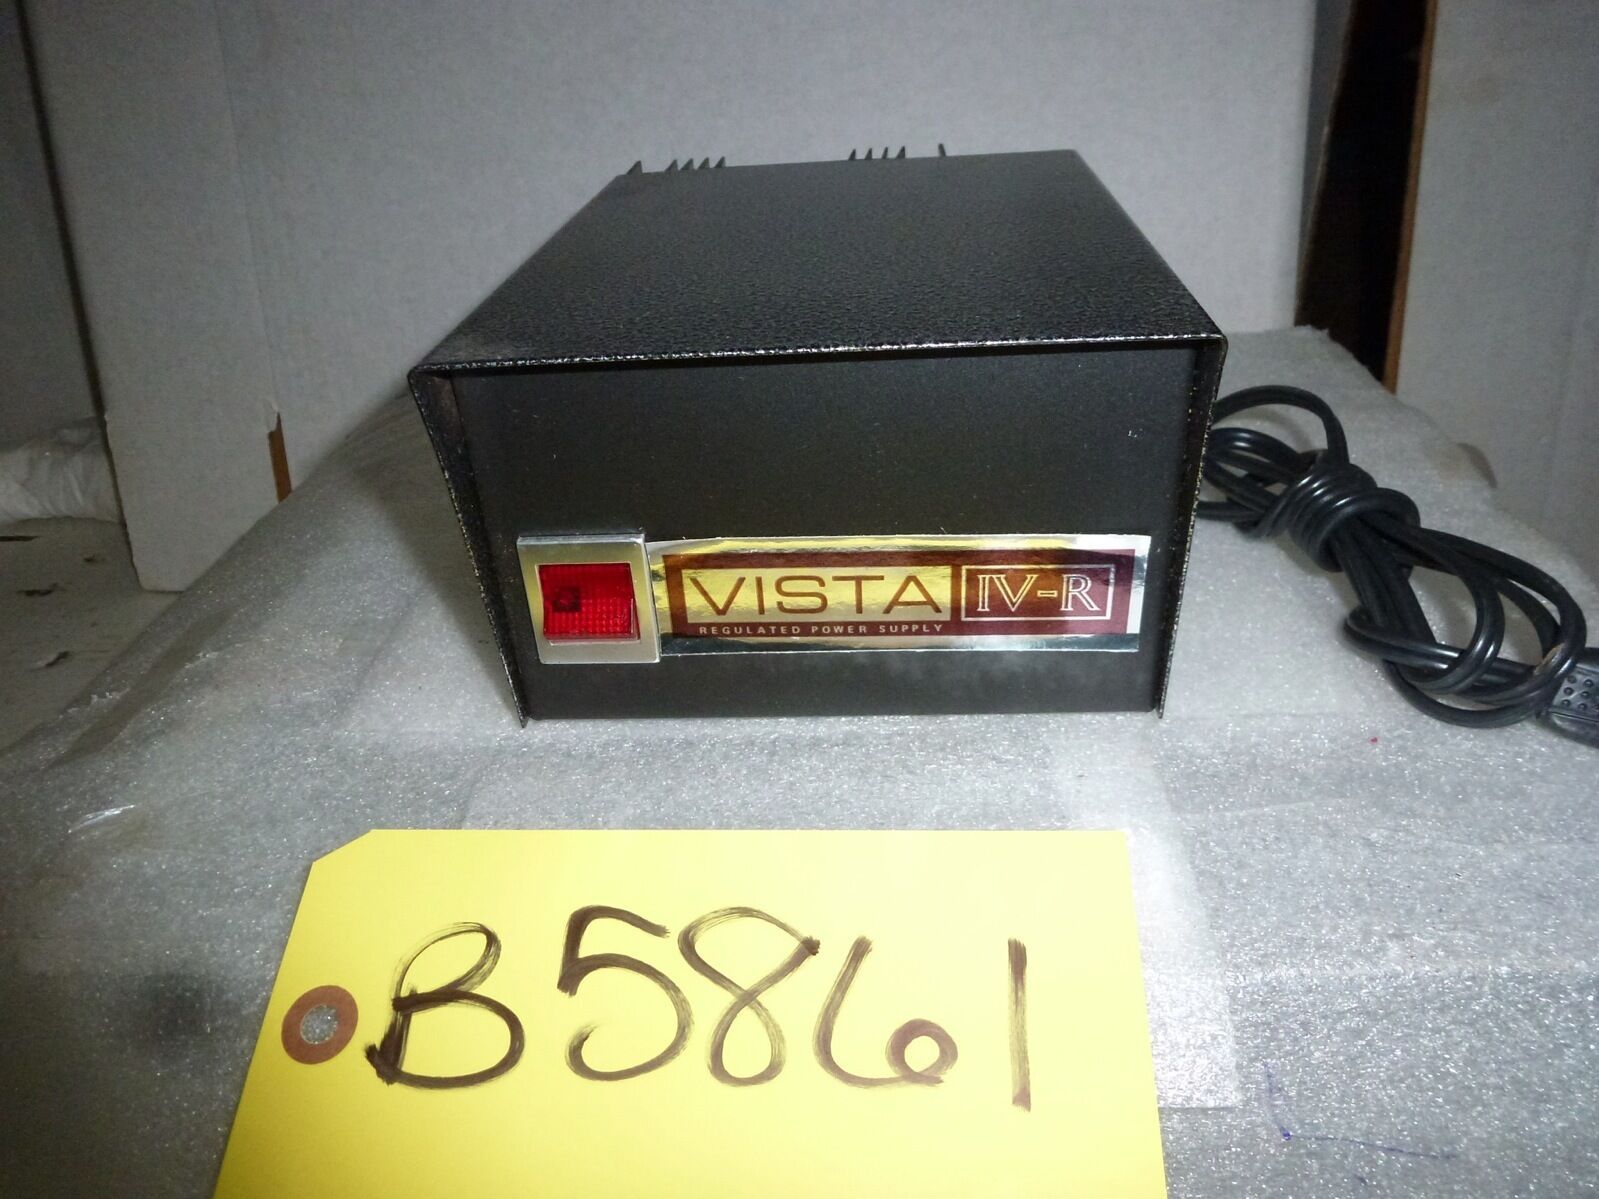 VISTA IV-R
REGULATED POWER SUPPLY
B5861